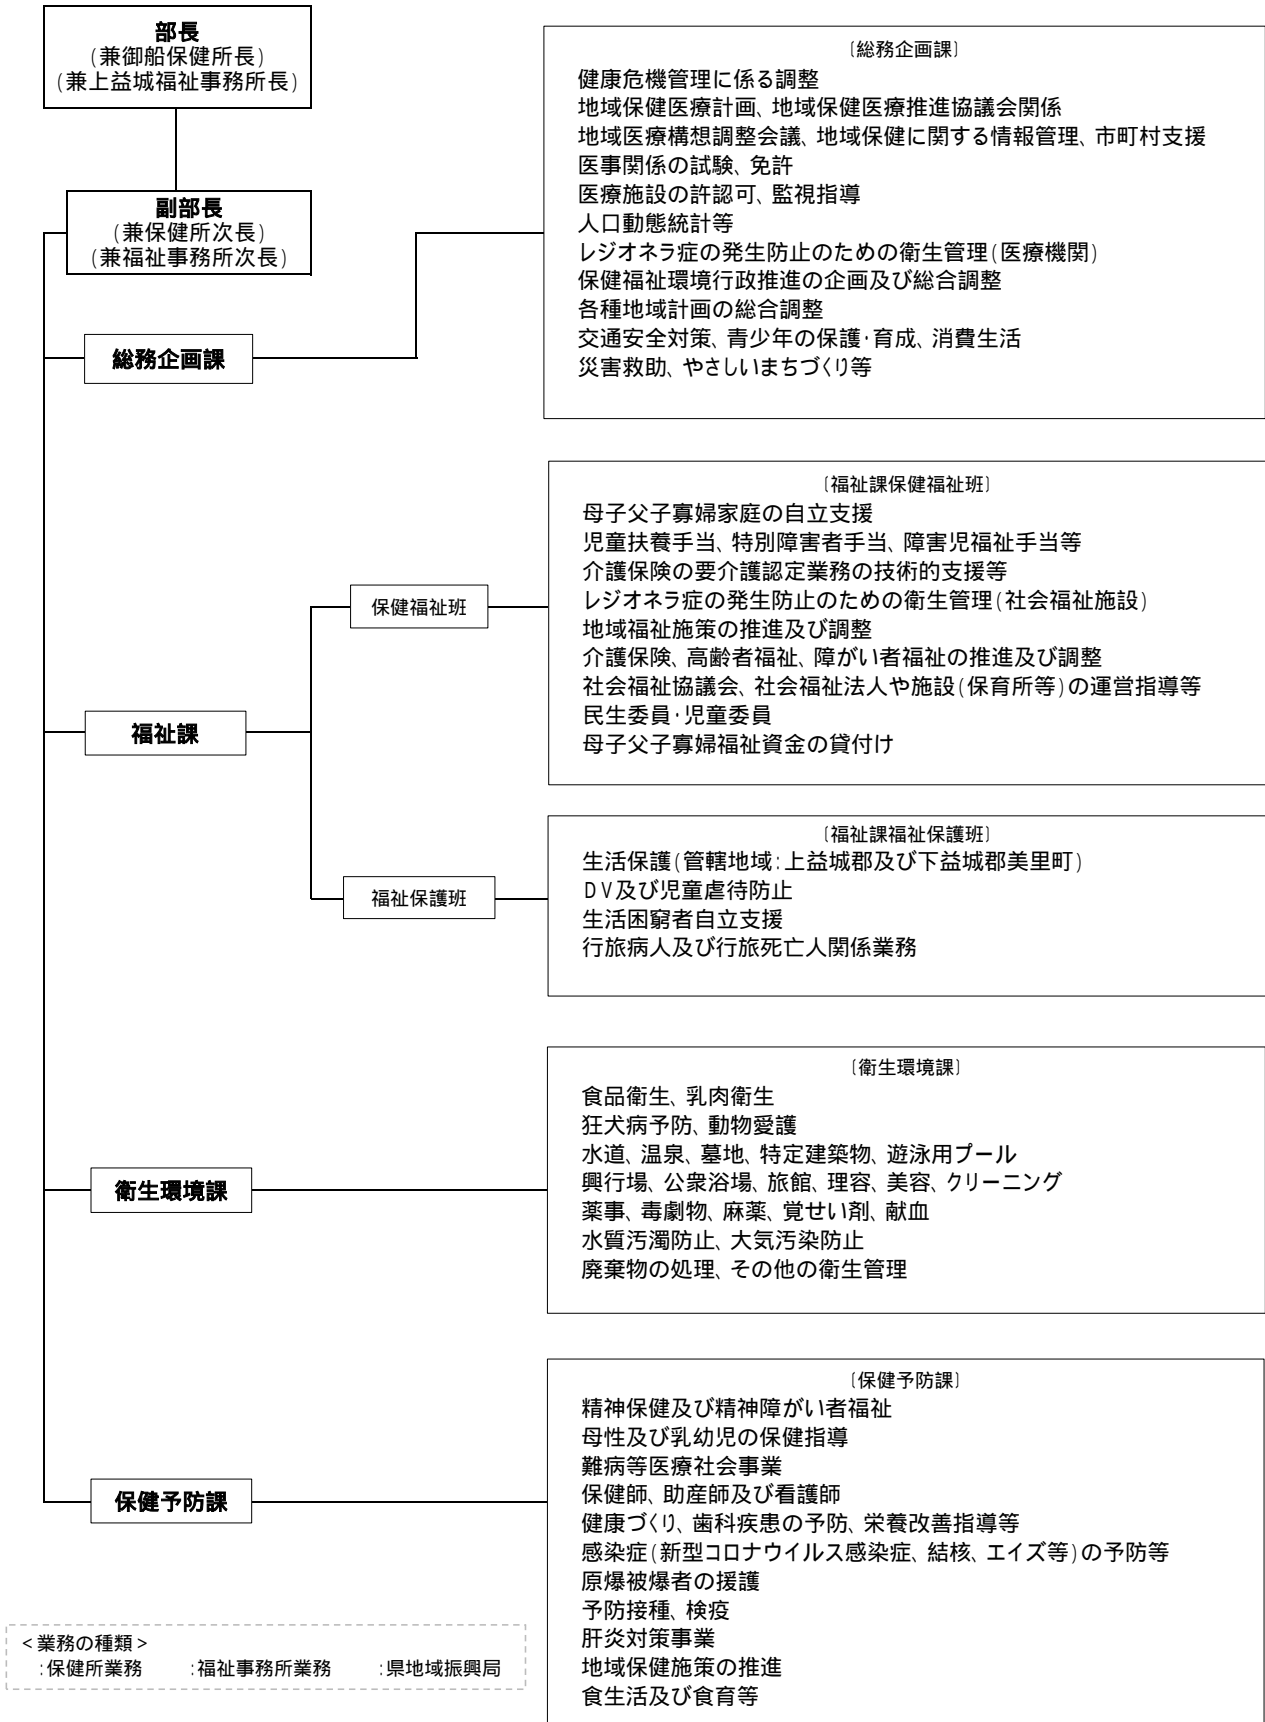 部長
(兼御船保健所長)
(兼上益城福祉事務所長)
副部長
(兼保健所次長)
(兼福祉事務所次長)
総務企画課
[総務企画課]
健康危機管理に係る調整
地域保健医療計画、地域保健医療推進協議会関係
地域医療構想調整会議、地域保健に関する情報管理、市町村支援
医事関係の試験、免許
医療施設の許認可、監視指導
人口動態統計等
レジオネラ症の発生防止のための衛生管理(医療機関)
保健福祉環境行政推進の企画及び総合調整
各種地域計画の総合調整
交通安全対策、青少年の保護・育成、消費生活
災害救助、やさしいまちづくり等
福祉課
保健福祉班
[福祉課保健福祉班]
母子父子寡婦家庭の自立支援
児童扶養手当、特別障害者手当、障害児福祉手当等
介護保険の要介護認定業務の技術的支援等
レジオネラ症の発生防止のための衛生管理(社会福祉施設)
地域福祉施策の推進及び調整
介護保険、高齢者福祉、障がい者福祉の推進及び調整
社会福祉協議会、社会福祉法人や施設(保育所等)の運営指導等
民生委員・児童委員
母子父子寡婦福祉資金の貸付け
福祉保護班
[福祉課福祉保護班]
生活保護(管轄地域:上益城郡及び下益城郡美里町)
DV及び児童虐待防止
生活困窮者自立支援
行旅病人及び行旅死亡人関係業務
衛生環境課
[衛生環境課]
食品衛生、乳肉衛生
狂犬病予防、動物愛護
水道、温泉、墓地、特定建築物、遊泳用プール
興行場、公衆浴場、旅館、理容、美容、クリーニング
薬事、毒劇物、麻薬、覚せい剤、献血
水質汚濁防止、大気汚染防止
廃棄物の処理、その他の衛生管理
保健予防課
[保健予防課]
精神保健及び精神障がい者福祉
母性及び乳幼児の保健指導
難病等医療社会事業
保健師、助産師及び看護師
健康づくり、歯科疾患の予防、栄養改善指導等
感染症(新型コロナウイルス感染症、結核、エイズ等)の予防等
原爆被爆者の援護
予防接種、検疫
肝炎対策事業
地域保健施策の推進
食生活及び食育等
<業務の種類>
:保健所業務 :福祉事務所業務 :県地域振興局